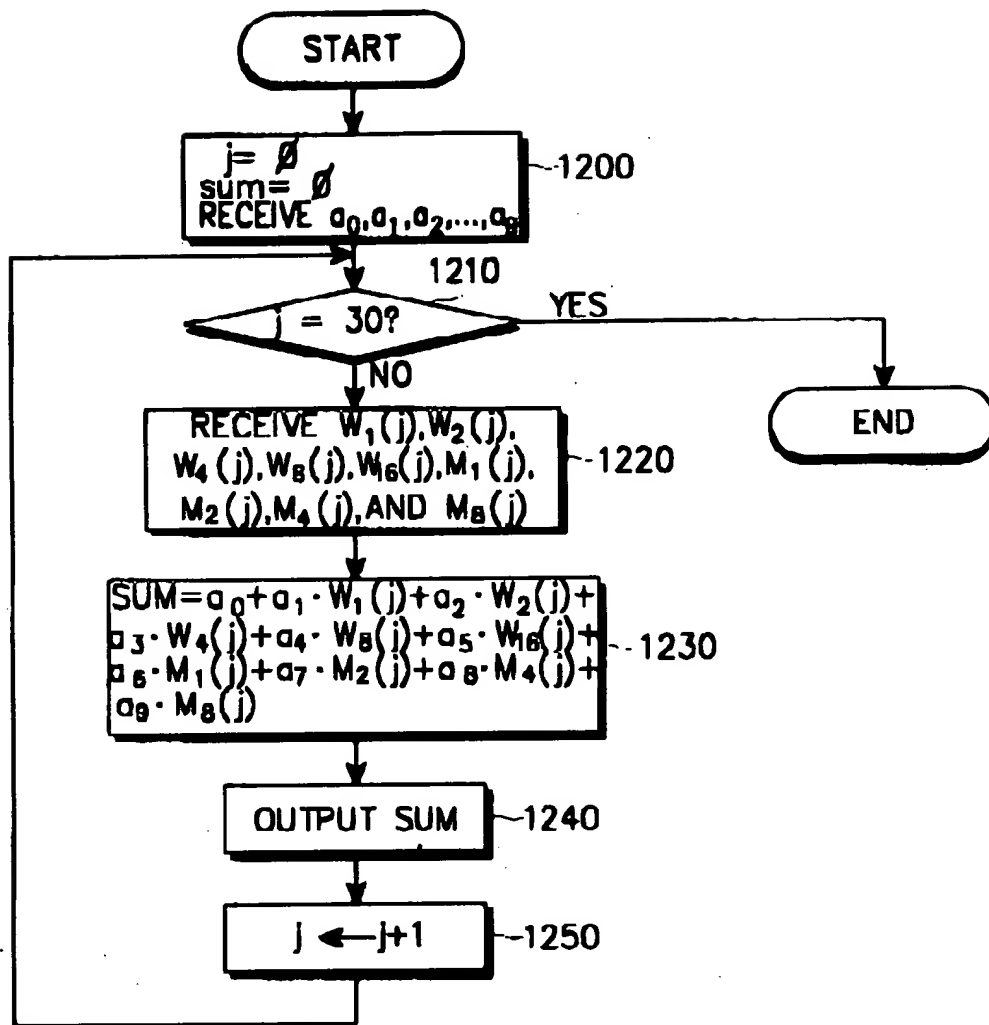 START
j= Ø
sum= Ø
RECEIVE a₀,a₁,a₂,...,a₉
1200
1210
j = 30?
YES
NO
END
RECEIVE W₁(j),W₂(j),
W₄(j),W₈(j),W₁₆(j),M₁(j),
M₂(j),M₄(j),AND M₈(j)
1220
SUM=a₀+a₁·W₁(j)+a₂·W₂(j)+
a₃·W₄(j)+a₄·W₈(j)+a₅·W₁₆(j)+
a₆·M₁(j)+a₇·M₂(j)+a₈·M₄(j)+
a₉·M₈(j)
1230
OUTPUT SUM
1240
j ← j+1
1250